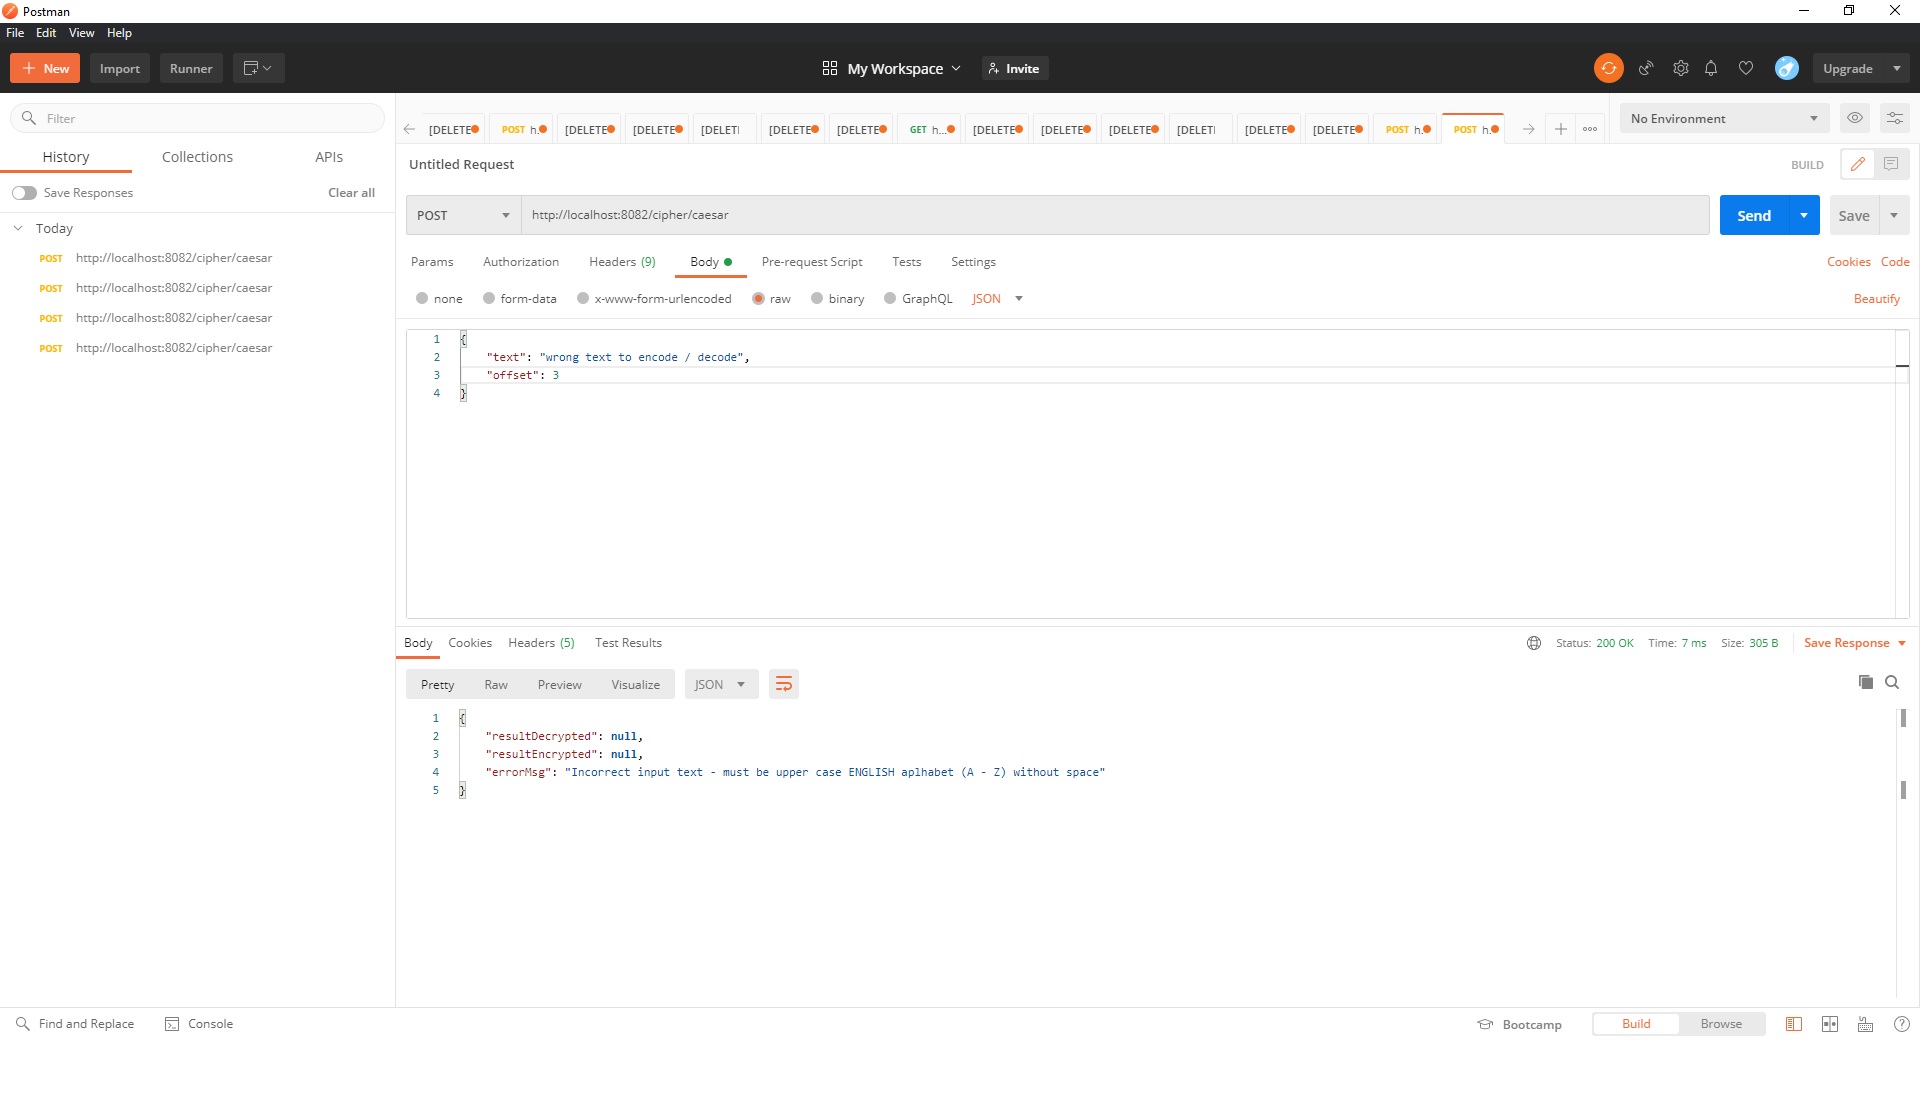 Postman
File Edit View Help
New Import Runner My Workspace Invite Upgrade
Filter
History Collections APIs
Save Responses Clear all
Today
POST http://localhost:8082/cipher/caesar
POST http://localhost:8082/cipher/caesar
POST http://localhost:8082/cipher/caesar
POST http://localhost:8082/cipher/caesar
[DELETE POST h. [DELETE [DELETE [DELETI [DELETE [DELETE GET h... [DELETE [DELETE [DELETE [DELETI [DELETE [DELETE POST h. POST h.
No Environment
Untitled Request BUILD
POST http://localhost:8082/cipher/caesar Send Save
Params Authorization Headers (9) Body Pre-request Script Tests Settings Cookies Code
none form-data x-www-form-urlencoded raw binary GraphQL JSON Beautify
1 {
2 "text": "wrong text to encode / decode",
3 "offset": 3
4 }
Body Cookies Headers (5) Test Results Status: 200 OK Time: 7 ms Size: 305 B Save Response
Pretty Raw Preview Visualize JSON
1 {
2 "resultDecrypted": null,
3 "resultEncrypted": null,
4 "errorMsg": "Incorrect input text - must be upper case ENGLISH aplhabet (A - Z) without space"
5 }
Find and Replace Console Bootcamp Build Browse